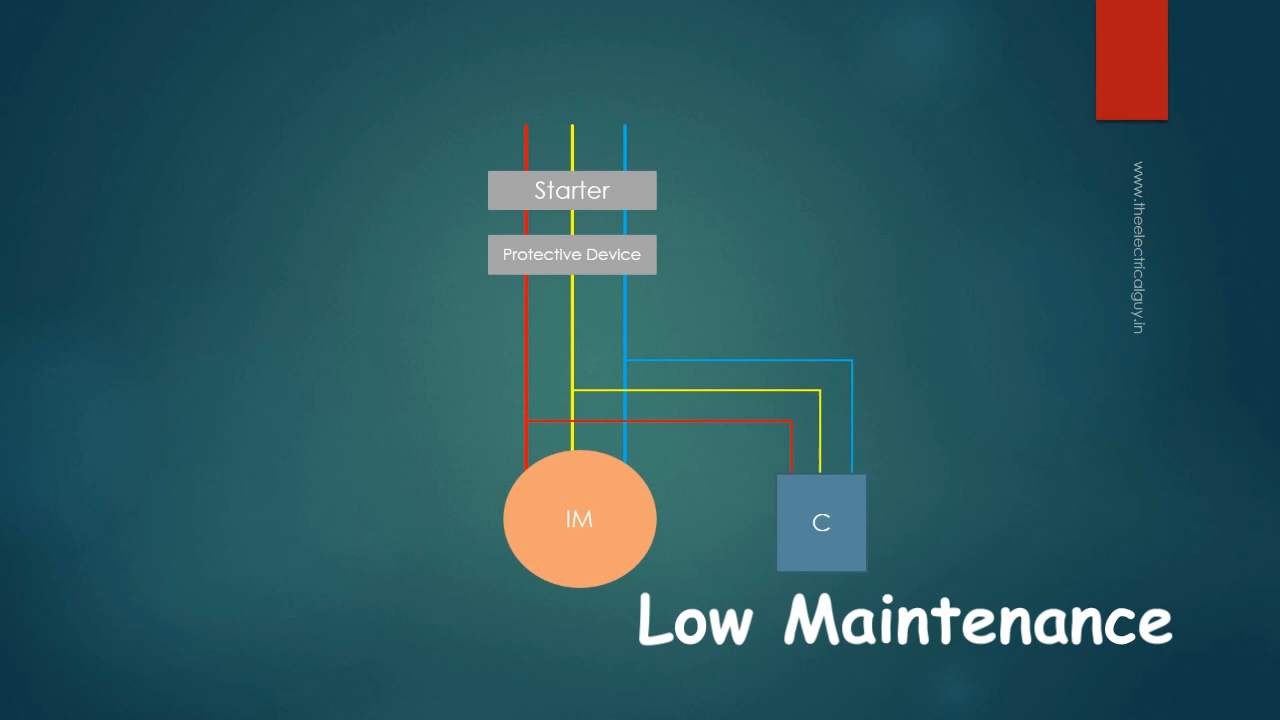 Starter
Protective Device
www.theelectricalguy.in
IM
C
Low Maintenance